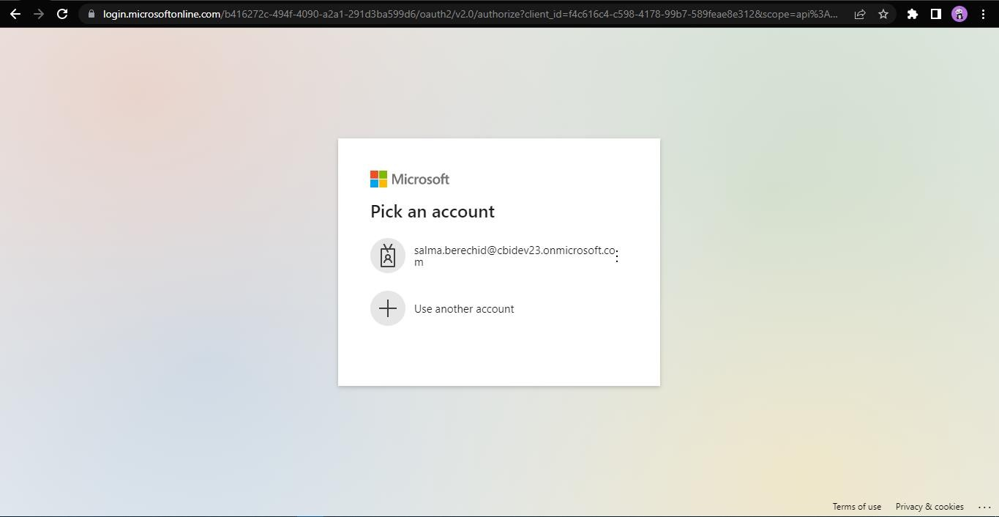 login.microsoftonline.com/b416272c-494f-4090-a2a1-291d3ba599d6/oauth2/v2.0/authorize?client_id=f4c616c4-c598-4178-99b7-589feae8e312&scope=api%3A...
Microsoft
Pick an account
salma.berechid@cbidev23.onmicrosoft.co
m
Use another account
Terms of use Privacy & cookies ...